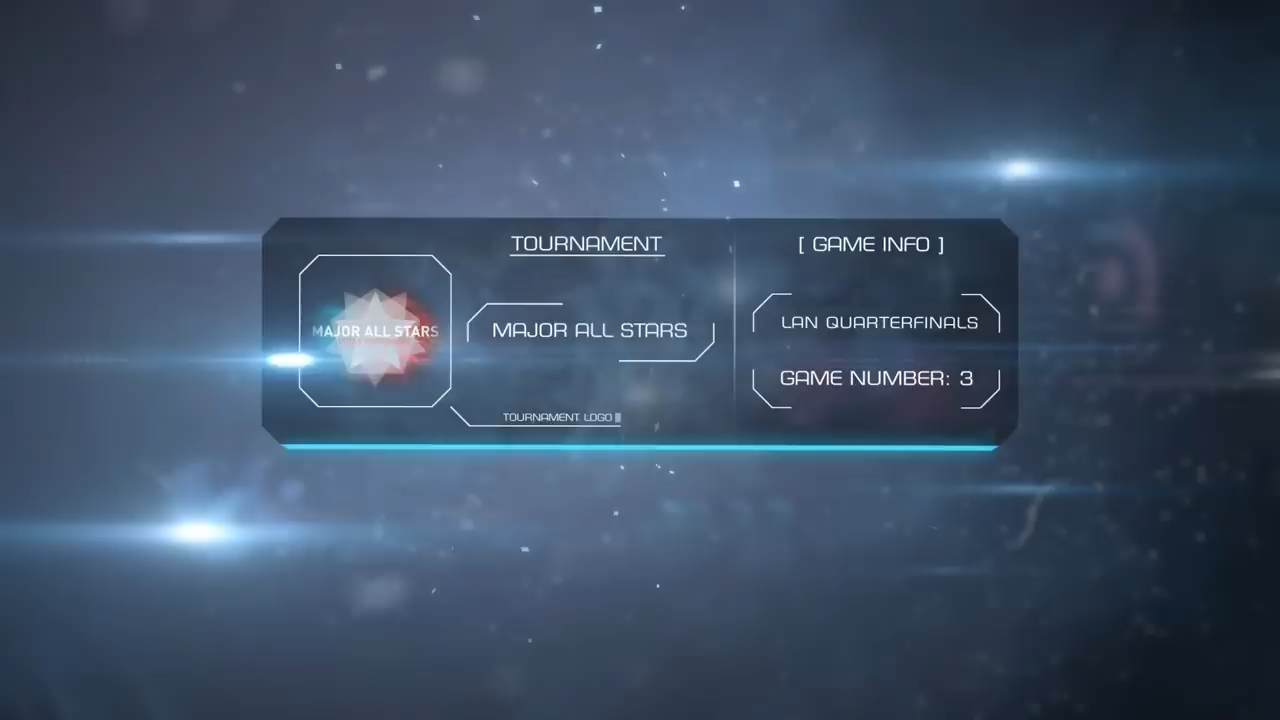 TOURNAMENT
[ GAME INFO ]
MAJOR ALL STARS
MAJOR ALL STARS
LAN QUARTERFINALS
GAME NUMBER: 3
TOURNAMENT LOGO